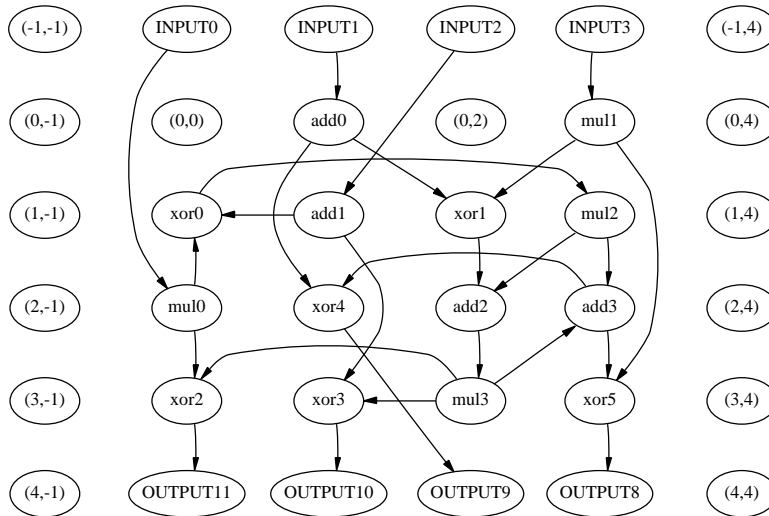 (-1,-1) INPUT0 INPUT1 INPUT2 INPUT3 (-1,4)
(0,-1) (0,0) add0 (0,2) mul1 (0,4)
(1,-1) xor0 add1 xor1 mul2 (1,4)
(2,-1) mul0 xor4 add2 add3 (2,4)
(3,-1) xor2 xor3 mul3 xor5 (3,4)
(4,-1) OUTPUT11 OUTPUT10 OUTPUT9 OUTPUT8 (4,4)